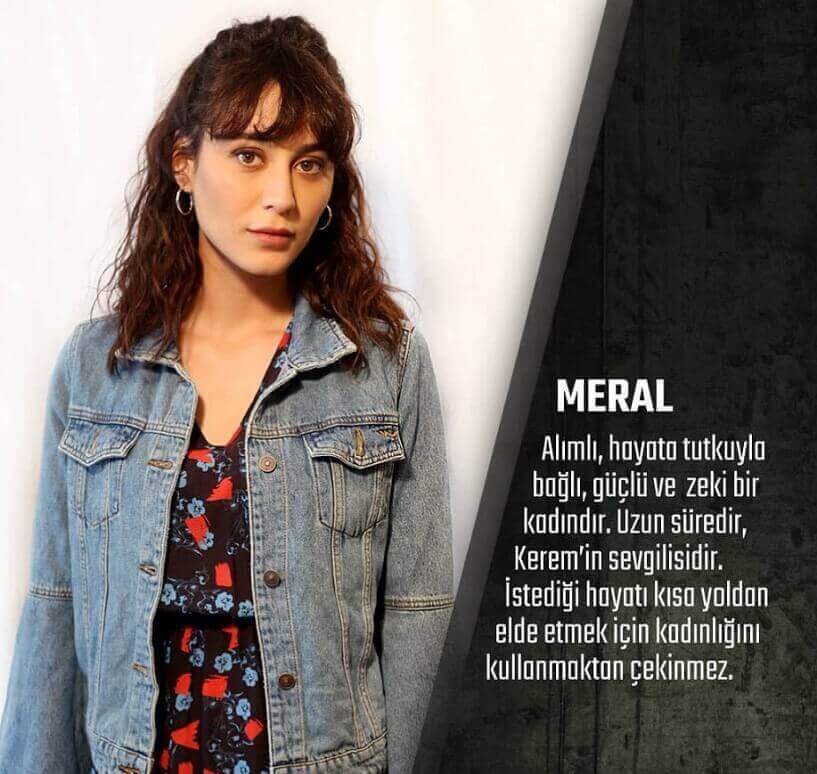 MERAL
Alımlı, hayata tutkuyla
bağlı, güçlü ve zeki bir
kadındır. Uzun süredir,
Kerem’in sevgilisidir.
İstediği hayatı kısa yoldan
elde etmek için kadınlığını
kullanmaktan çekinmez.